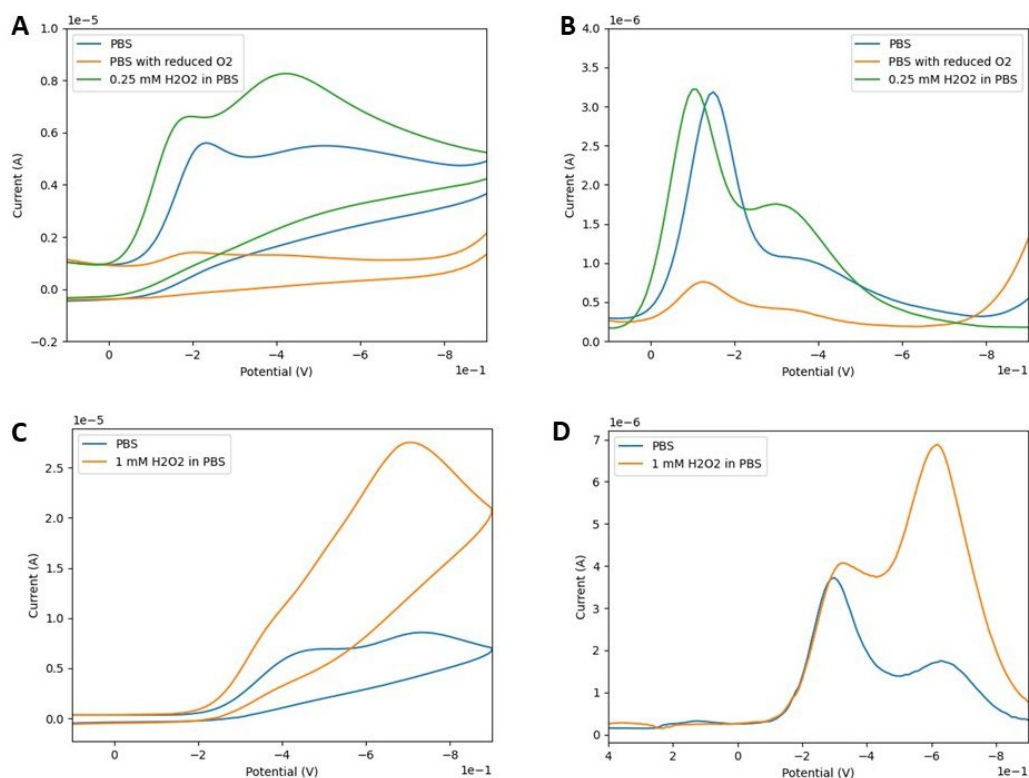 A
1e−5
PBS
PBS with reduced O2
0.25 mM H2O2 in PBS
1.0
0.8
0.6
0.4
0.2
0.0
−0.2
Current (A)
0 −2 −4 −6 −8
Potential (V)
1e−1
B
1e−6
PBS
PBS with reduced O2
0.25 mM H2O2 in PBS
4.0
3.5
3.0
2.5
2.0
1.5
1.0
0.5
0.0
Current (A)
0 −2 −4 −6 −8
Potential (V)
1e−1
C
1e−5
PBS
1 mM H2O2 in PBS
2.5
2.0
1.5
1.0
0.5
0.0
Current (A)
0 −2 −4 −6 −8
Potential (V)
1e−1
D
1e−6
PBS
1 mM H2O2 in PBS
7
6
5
4
3
2
1
0
Current (A)
4 2 0 −2 −4 −6 −8
Potential (V)
1e−1